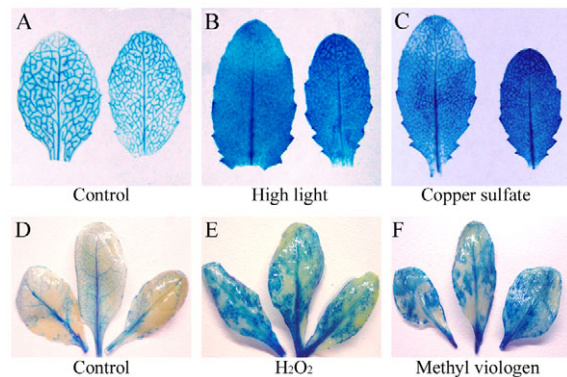 A
B
C
Control
High light
Copper sulfate
D
E
F
Control
H₂O₂
Methyl viologen